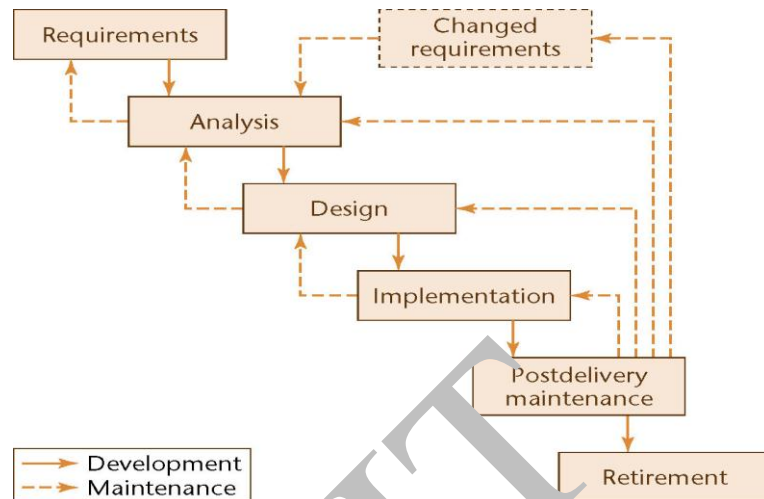 Requirements
Changed
requirements
Analysis
Design
Implementation
Postdelivery
maintenance
Retirement
Development
Maintenance